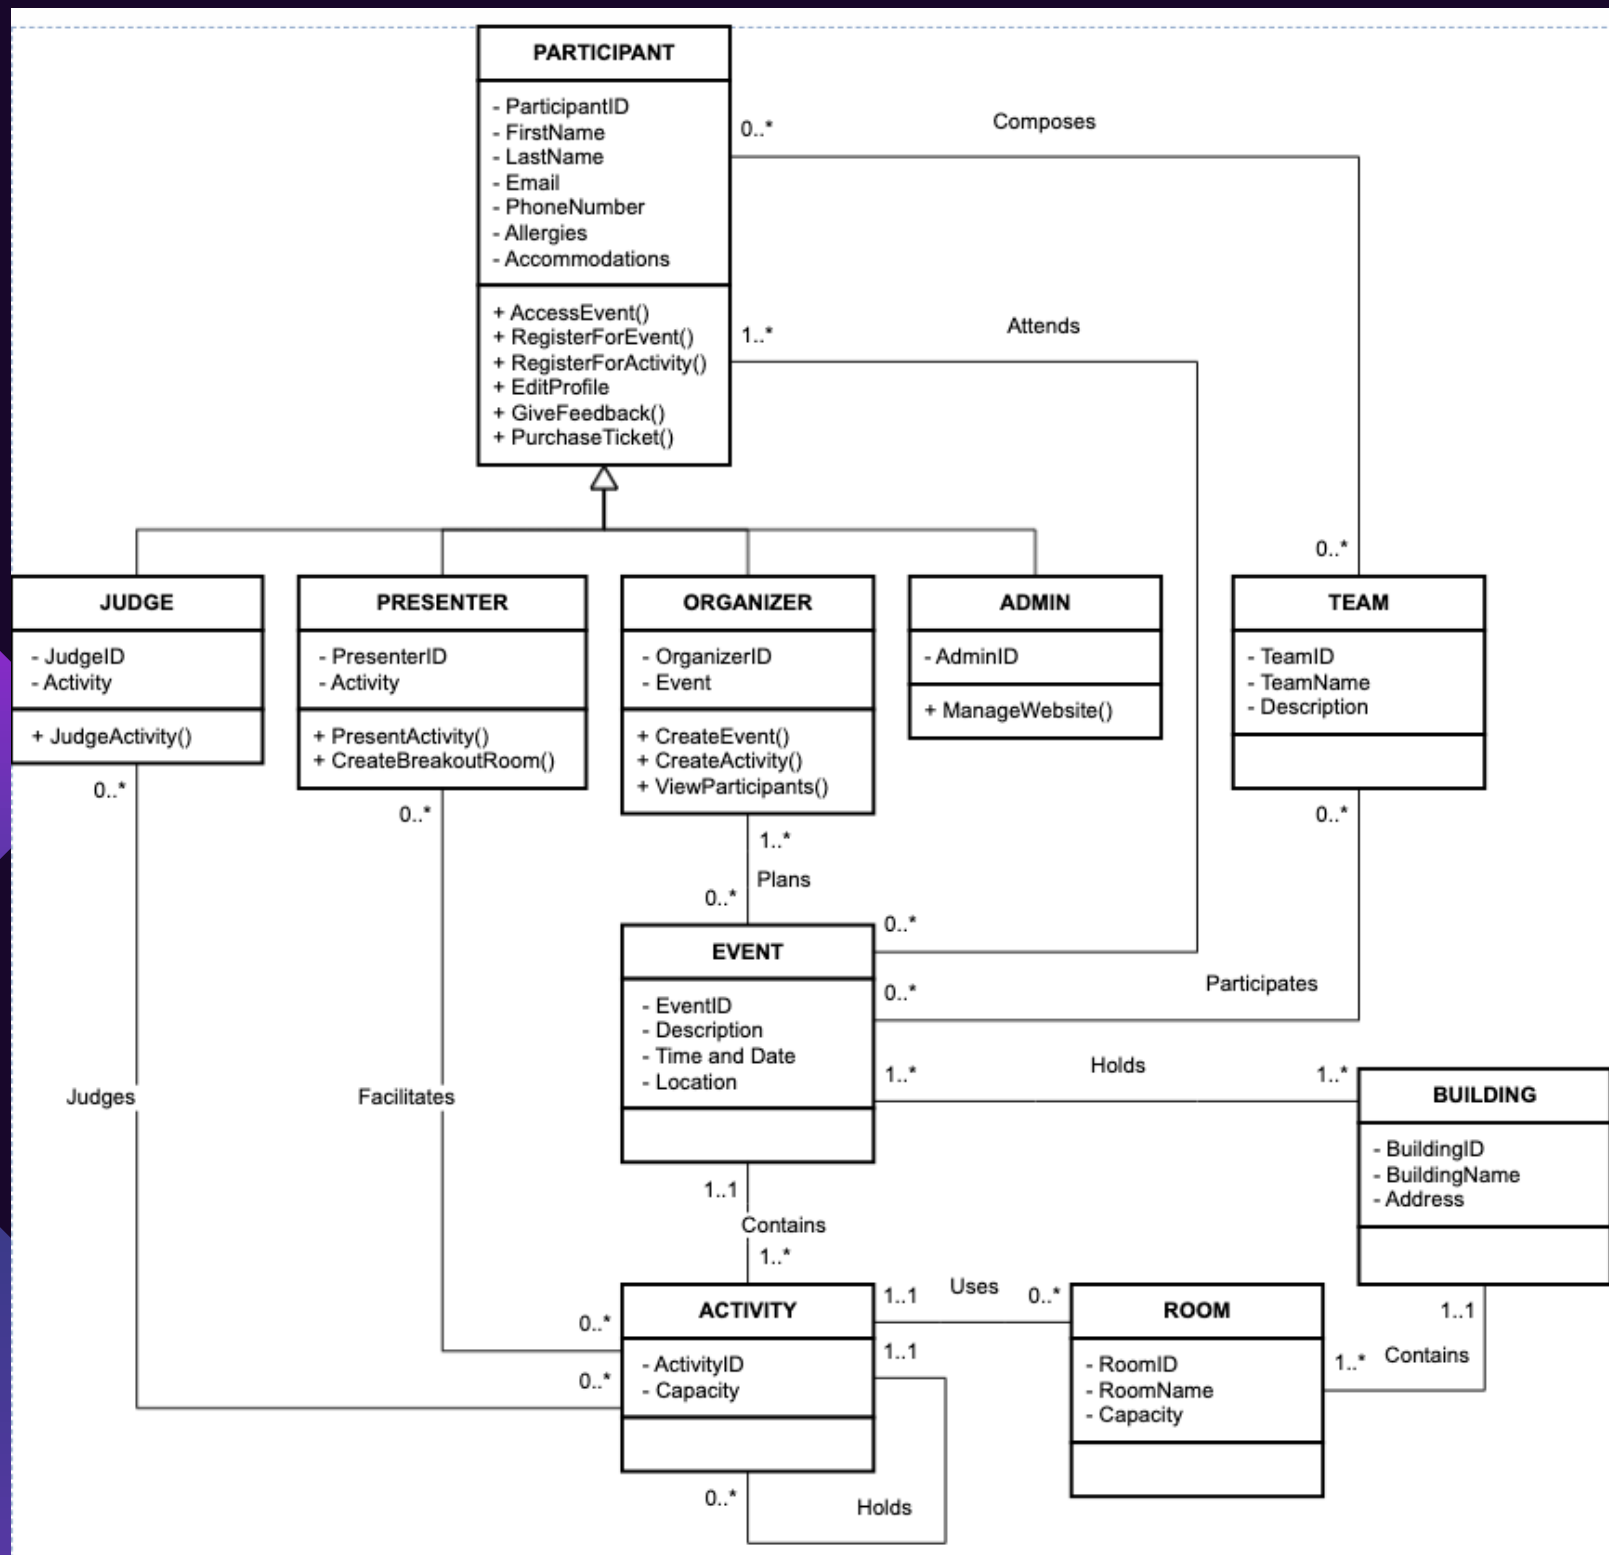 PARTICIPANT
- ParticipantID
- FirstName
- LastName
- Email
- PhoneNumber
- Allergies
- Accommodations
+ AccessEvent()
+ RegisterForEvent()
+ RegisterForActivity()
+ EditProfile
+ GiveFeedback()
+ PurchaseTicket()
0..*
Composes
1..*
Attends
0..*
JUDGE
- JudgeID
- Activity
+ JudgeActivity()
0..*
PRESENTER
- PresenterID
- Activity
+ PresentActivity()
+ CreateBreakoutRoom()
0..*
ORGANIZER
- OrganizerID
- Event
+ CreateEvent()
+ CreateActivity()
+ ViewParticipants()
1..*
Plans
0..*
ADMIN
- AdminID
+ ManageWebsite()
TEAM
- TeamID
- TeamName
- Description
0..*
EVENT
- EventID
- Description
- Time and Date
- Location
0..*
0..*
Participates
1..*
Holds
1..*
BUILDING
- BuildingID
- BuildingName
- Address
Judges
Facilitates
1..1
Contains
1..*
ACTIVITY
- ActivityID
- Capacity
0..*
0..*
1..1
Uses
0..*
1..1
0..*
Holds
ROOM
- RoomID
- RoomName
- Capacity
1..1
1..*
Contains